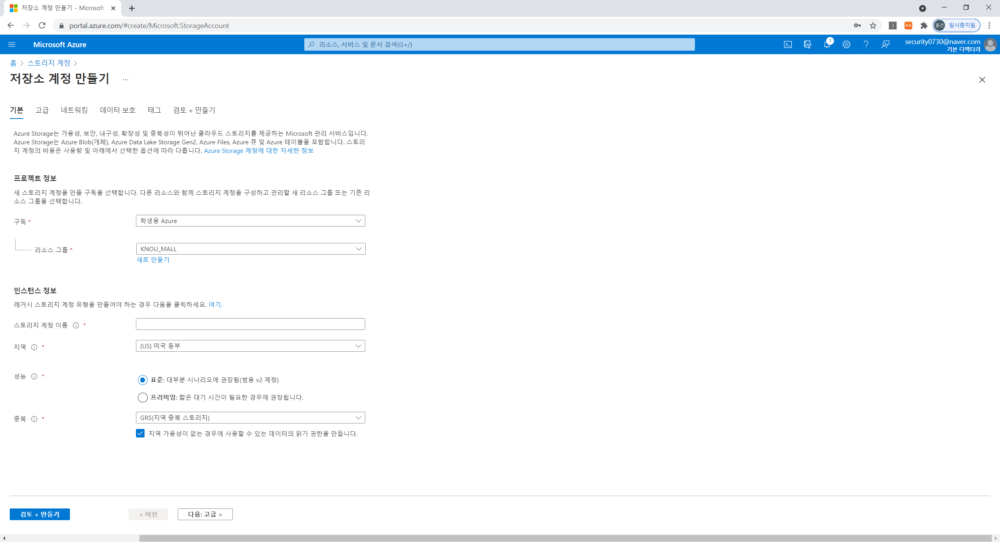 저장소 계정 만들기 - Microsoft
portal.azure.com/#create/Microsoft.StorageAccount
EX
충건
일시중지됨
Microsoft Azure
리소스, 서비스 및 문서 검색(G+/)
1
security0730@naver.com
기본 디렉터리
홈 > 스토리지 계정 >
저장소 계정 만들기 ...
기본 고급 네트워킹 데이터 보호 태그 검토 + 만들기
Azure Storage는 가용성, 보안, 내구성, 확장성 및 중복성이 뛰어난 클라우드 스토리지를 제공하는 Microsoft 관리 서비스입니다.
Azure Storage는 Azure Blob(개체), Azure Data Lake Storage Gen2, Azure Files, Azure 큐 및 Azure 테이블을 포함합니다. 스토리
지 계정의 비용은 사용량 및 아래에서 선택한 옵션에 따라 다릅니다. Azure Storage 계정에 대한 자세한 정보
프로젝트 정보
새 스토리지 계정을 만들 구독을 선택합니다. 다른 리소스와 함께 스토리지 계정을 구성하고 관리할 새 리소스 그룹 또는 기존 리
소스 그룹을 선택합니다.
구독 * 학생용 Azure
리소스 그룹 * KNOU_MALL
새로 만들기
인스턴스 정보
레거시 스토리지 계정 유형을 만들어야 하는 경우 다음을 클릭하세요. 여기.
스토리지 계정 이름 *
지역 * (US) 미국 동부
성능 *
표준: 대부분 시나리오에 권장됨(범용 v2 계정)
프리미엄: 짧은 대기 시간이 필요한 경우에 권장됩니다.
중복 * GRS(지역 중복 스토리지)
지역 가용성이 없는 경우에 사용할 수 있는 데이터의 읽기 권한을 만듭니다.
검토 + 만들기 < 이전 다음: 고급 >